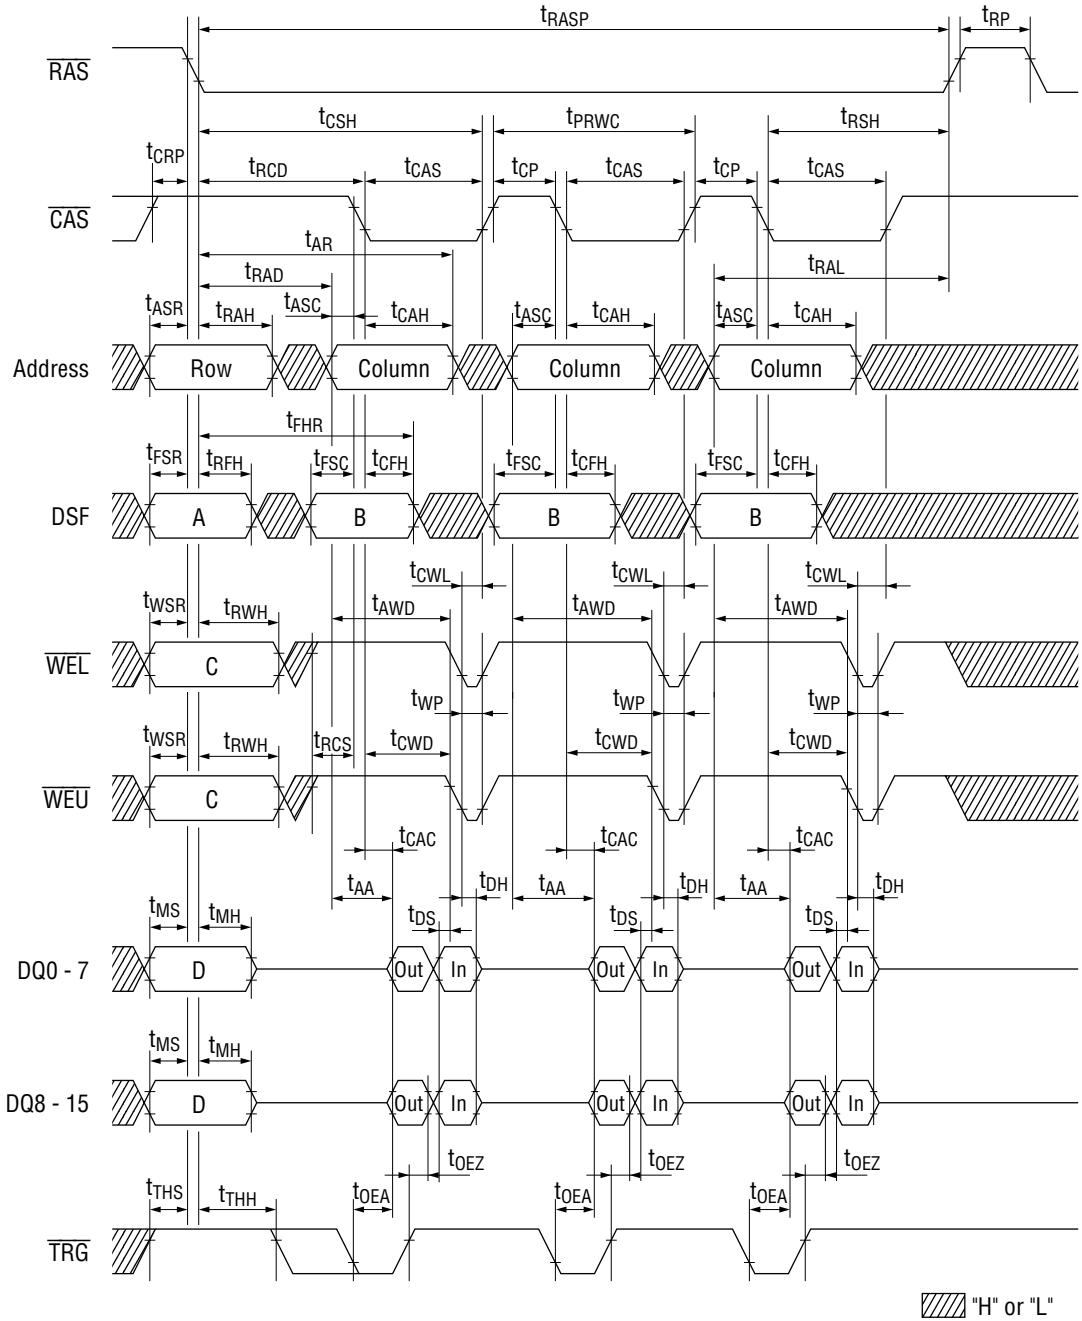 tRASP tRP
RAS
tCSH tPRWC tRSH
tCRP tRCD tCAS tCP tCAS tCP tCAS
CAS
tAR
tRAD tRAL
tASR tRAH tASC tCAH tASC tCAH tASC tCAH
Address Row Column Column Column
tFHR
tFSR tRFH tFSC tCFH tFSC tCFH tFSC tCFH
DSF A B B B
tCWL tCWL tCWL
tWSR tRWH tAWD tAWD tAWD
WEL C
tWP tWP tWP
tWSR tRWH tRCS tCWD tCWD tCWD
WEU C
tCAC tCAC tCAC
tAA tDH tAA tDH tAA tDH
tMS tMH tDS tDS tDS
DQ0 - 7 D Out In Out In Out In
tMS tMH
DQ8 - 15 D Out In Out In Out In
tOEZ tOEZ tOEZ
tTHS tTHH tOEA tOEA tOEA
TRG
"H" or "L"